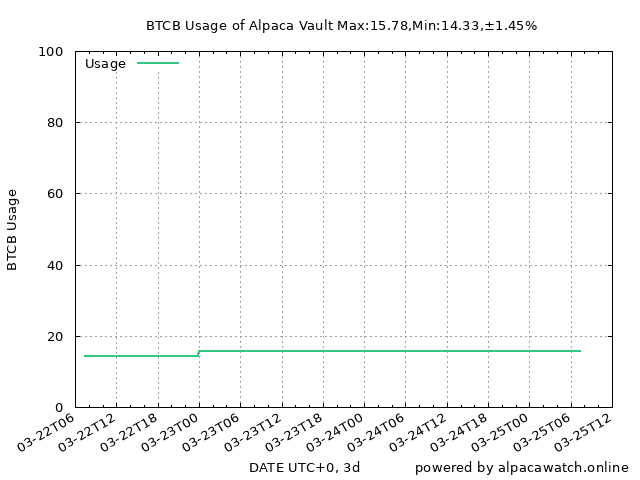 BTCB Usage of Alpaca Vault Max:15.78,Min:14.33,±1.45%
Usage
BTCB Usage
100
80
60
40
20
0
03-22T06
03-22T12
03-22T18
03-23T00
03-23T06
03-23T12
03-23T18
03-24T00
03-24T06
03-24T12
03-24T18
03-25T00
03-25T06
03-25T12
DATE UTC+0, 3d
powered by alpacawatch.online